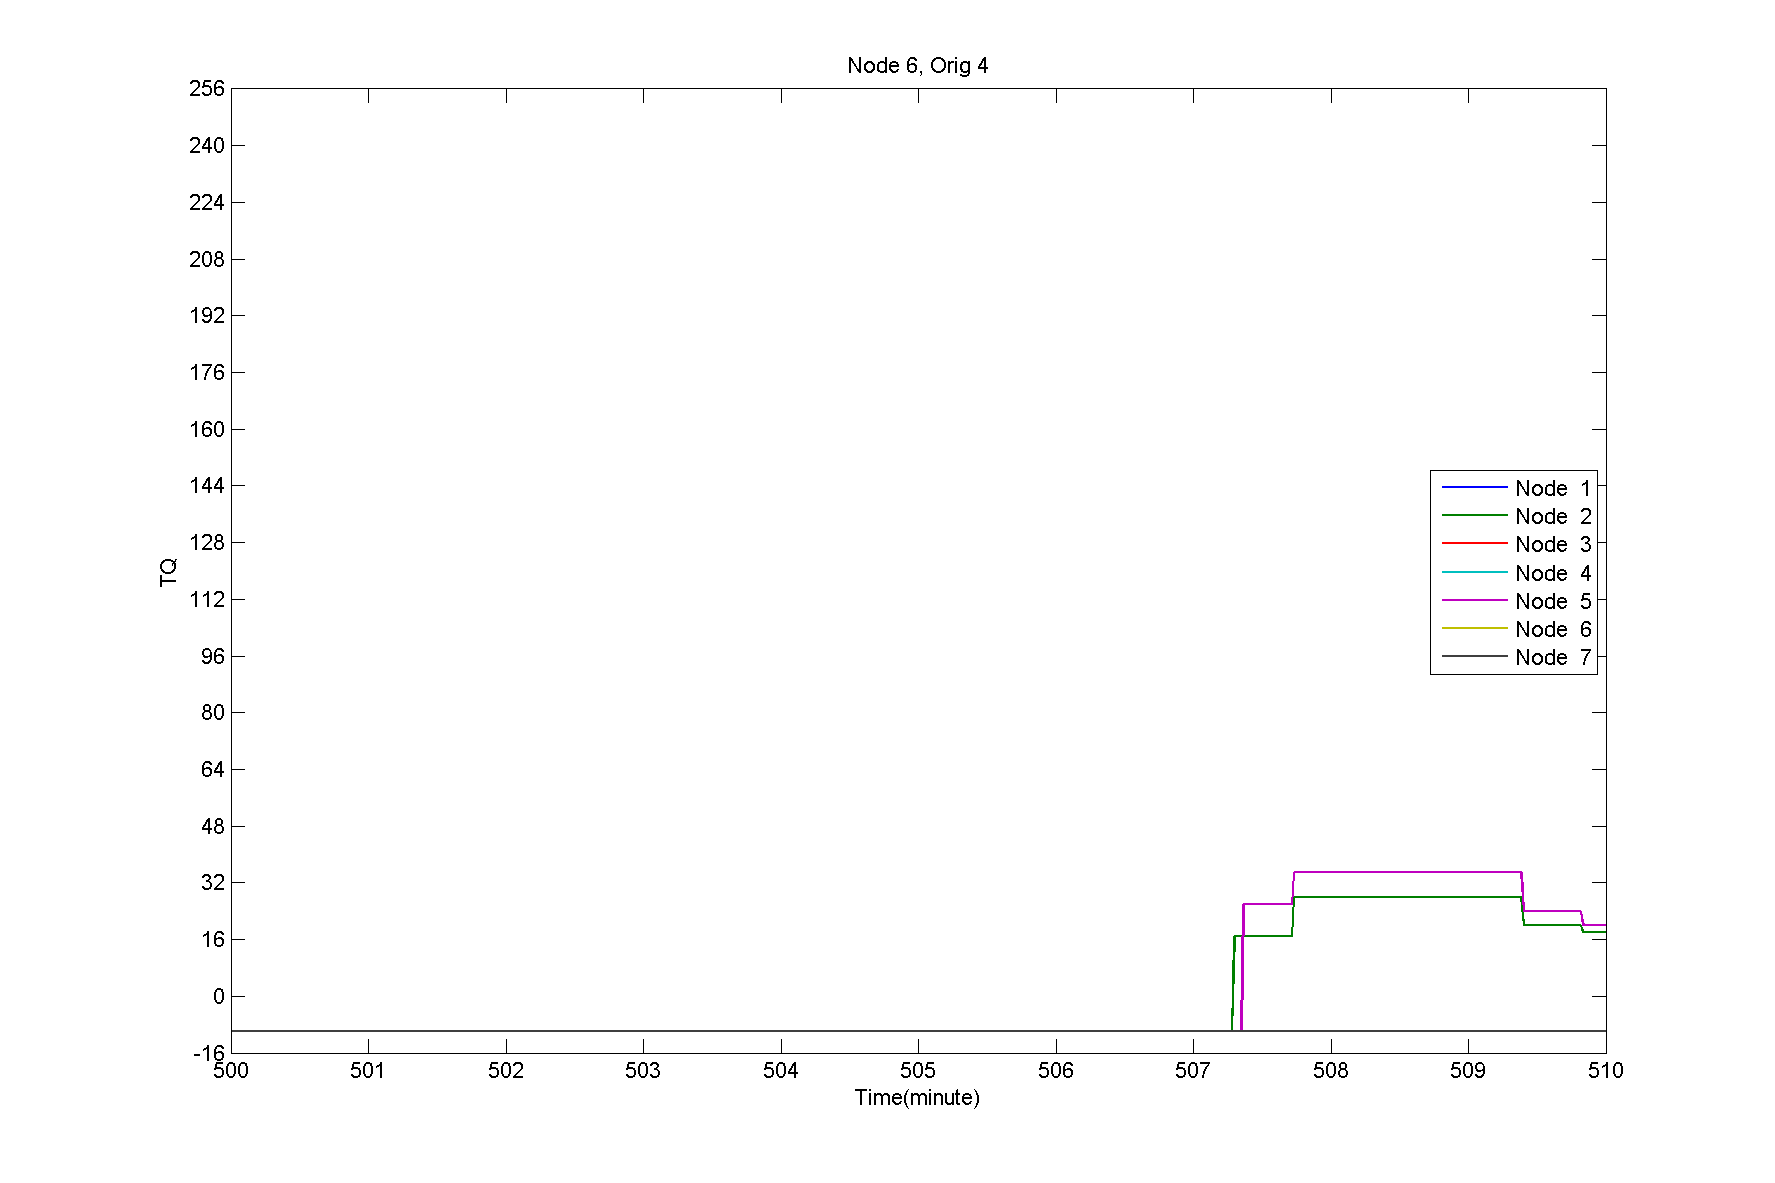 Node 6, Orig 4
256
240
224
208
192
176
160
144
128
112
96
80
64
48
32
16
0
-16
TQ
Node 1
Node 2
Node 3
Node 4
Node 5
Node 6
Node 7
500 501 502 503 504 505 506 507 508 509 510
Time(minute)